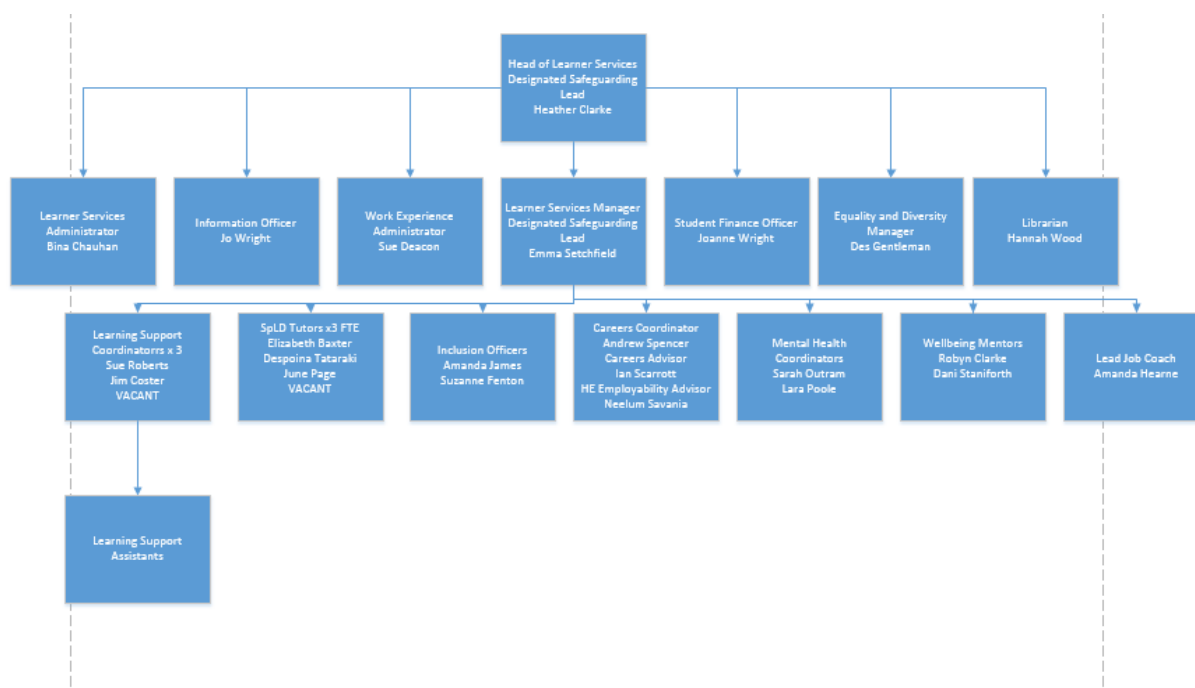 Head of Learner Services
Designated Safeguarding
Lead
Heather Clarke
Learner Services
Administrator
Bina Chauhan
Information Officer
Jo Wright
Work Experience
Administrator
Sue Deacon
Learner Services Manager
Designated Safeguarding
Lead
Emma Setchfield
Student Finance Officer
Joanne Wright
Equality and Diversity
Manager
Des Gentleman
Librarian
Hannah Wood
Learning Support
Coordinatorrs x 3
Sue Roberts
Jim Coster
VACANT
SpLD Tutors x3 FTE
Elizabeth Baxter
Despoina Tataraki
June Page
VACANT
Inclusion Officers
Amanda James
Suzanne Fenton
Careers Coordinator
Andrew Spencer
Careers Advisor
Ian Scarrott
HE Employability Advisor
Neelum Savania
Mental Health
Coordinators
Sarah Outram
Lara Poole
Wellbeing Mentors
Robyn Clarke
Dani Staniforth
Lead Job Coach
Amanda Hearne
Learning Support
Assistants